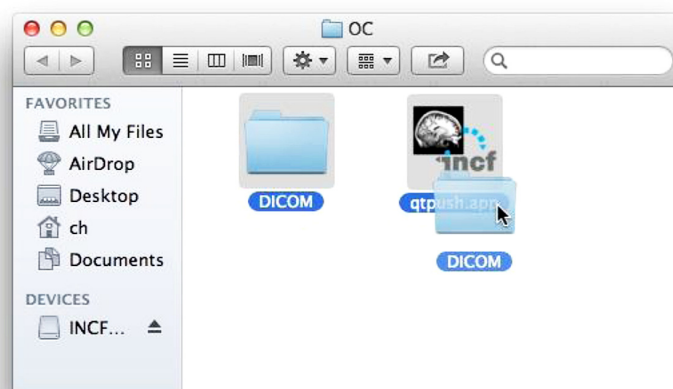 OC
FAVORITES
All My Files
AirDrop
Desktop
ch
Documents
DEVICES
INCF...
DICOM
incf
qtpush.app
DICOM